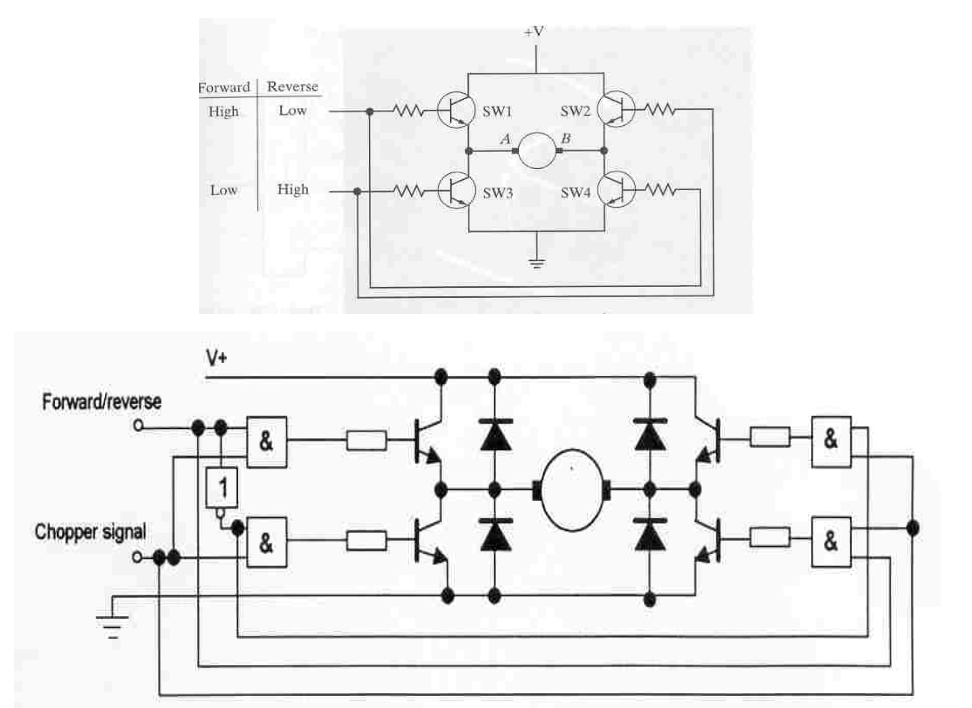 +V
Forward Reverse
High Low SW1 SW2
A B
Low High SW3 SW4
V+
Forward/reverse
& &
1
Chopper signal & &